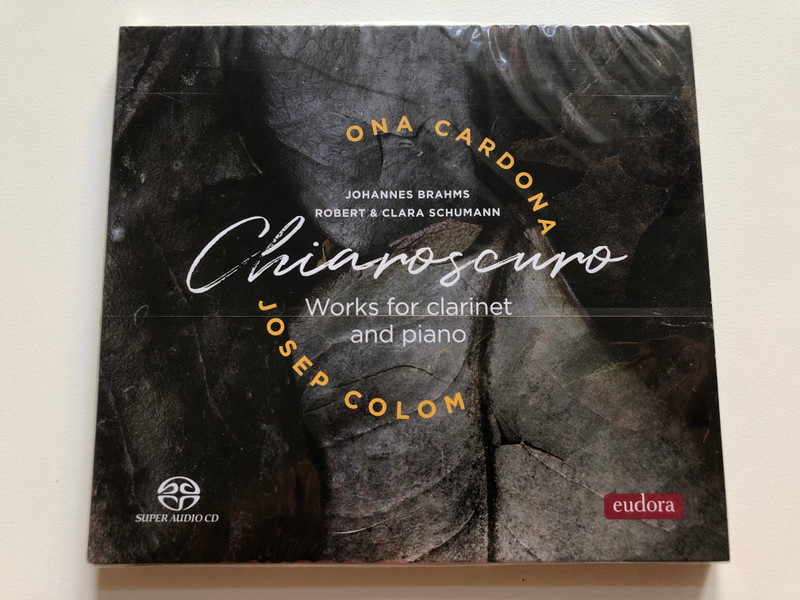 ONA CARDONA
JOHANNES BRAHMS
ROBERT & CLARA SCHUMANN
Chiaroscuro
Works for clarinet
and piano
JOSEP COLOM
SUPER AUDIO CD
eudora